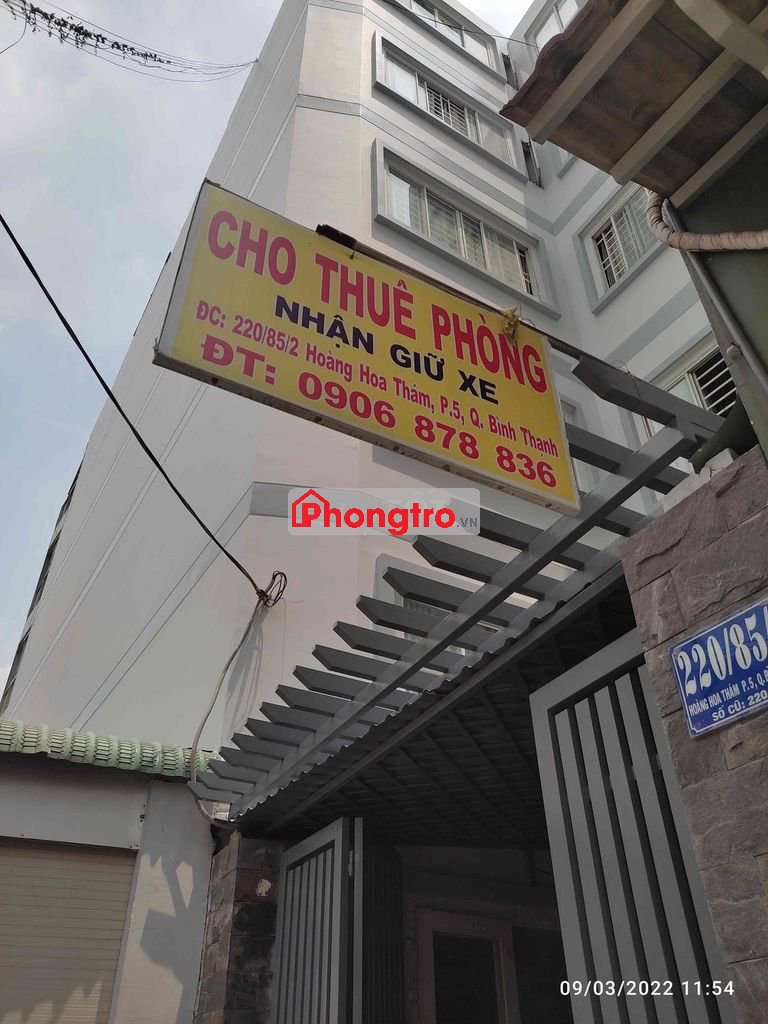 CHO THUÊ PHÒNG
NHẬN GIỮ XE
ĐC: 220/85/2 Hoàng Hoa Thám, P.5, Q. Bình Thạnh
ĐT: 0906 878 836
Phongtro.VN
220/85/
HOÀNG HOA THÁM P.5, Q.B
SỐ CŨ: 220
09/03/2022 11:54